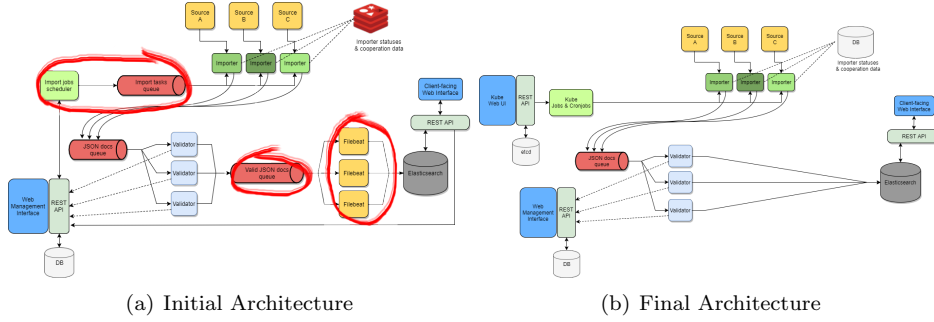 Source
A
Source
B
Source
C
Importer statuses
& cooperation data
Importer
Importer
Importer
Import jobs
scheduler
Import tasks
queue
Client-facing
Web Interface
REST API
JSON docs
queue
Validator
Validator
Validator
Valid JSON docs
queue
Filebeat
Filebeat
Filebeat
Elasticsearch
Web
Management
Interface
REST
API
DB
(a) Initial Architecture
Source
A
Source
B
Source
C
DB
Importer statuses
& cooperation data
Importer
Importer
Importer
Kube
Web UI
REST
API
Kube
Jobs & Cronjobs
etcd
Client-facing
Web Interface
REST API
JSON docs
queue
Validator
Validator
Validator
Elasticsearch
Web
Management
Interface
REST
API
DB
(b) Final Architecture